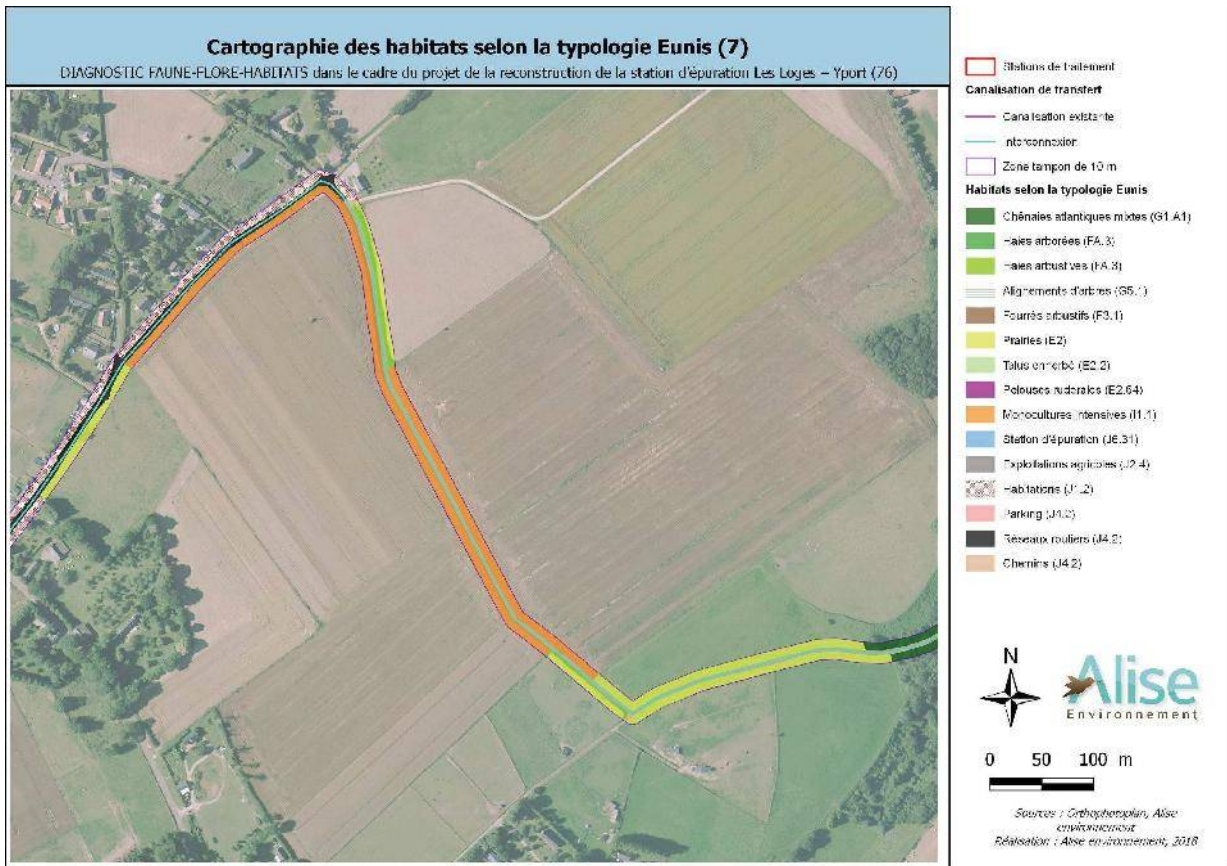 Cartographie des habitats selon la typologie Eunis (7)
DIAGNOSTIC FAUNE-FLORE-HABITATS dans le cadre du projet de la reconstruction de la station d'épuration Les Loges – Yport (76)
Stations de traitement
Canalisation de transfert
Canalisation existante
Interconnexion
Zone tampon de 10 m
Habitats selon la typologie Eunis
Chênaies atlantiques mixtes (G1.A1)
Haies arborées (FA.3)
Haies arbustives (FA.3)
Alignements d'arbres (G5.1)
Fourrés arbustifs (F3.1)
Prairies (E2)
Talus enherbé (E2.2)
Pelouses rudérales (E2.64)
Monocultures intensives (I1.1)
Station d'épuration (J6.31)
Exploitations agricoles (J2.4)
Habitations (J1.2)
Parking (J4.2)
Réseaux routiers (J4.2)
Chemins (J4.2)
N
Alise
Environnement
0 50 100 m
Sources : Orthophotoplan, Alise
environnement
Réalisation : Alise environnement, 2018